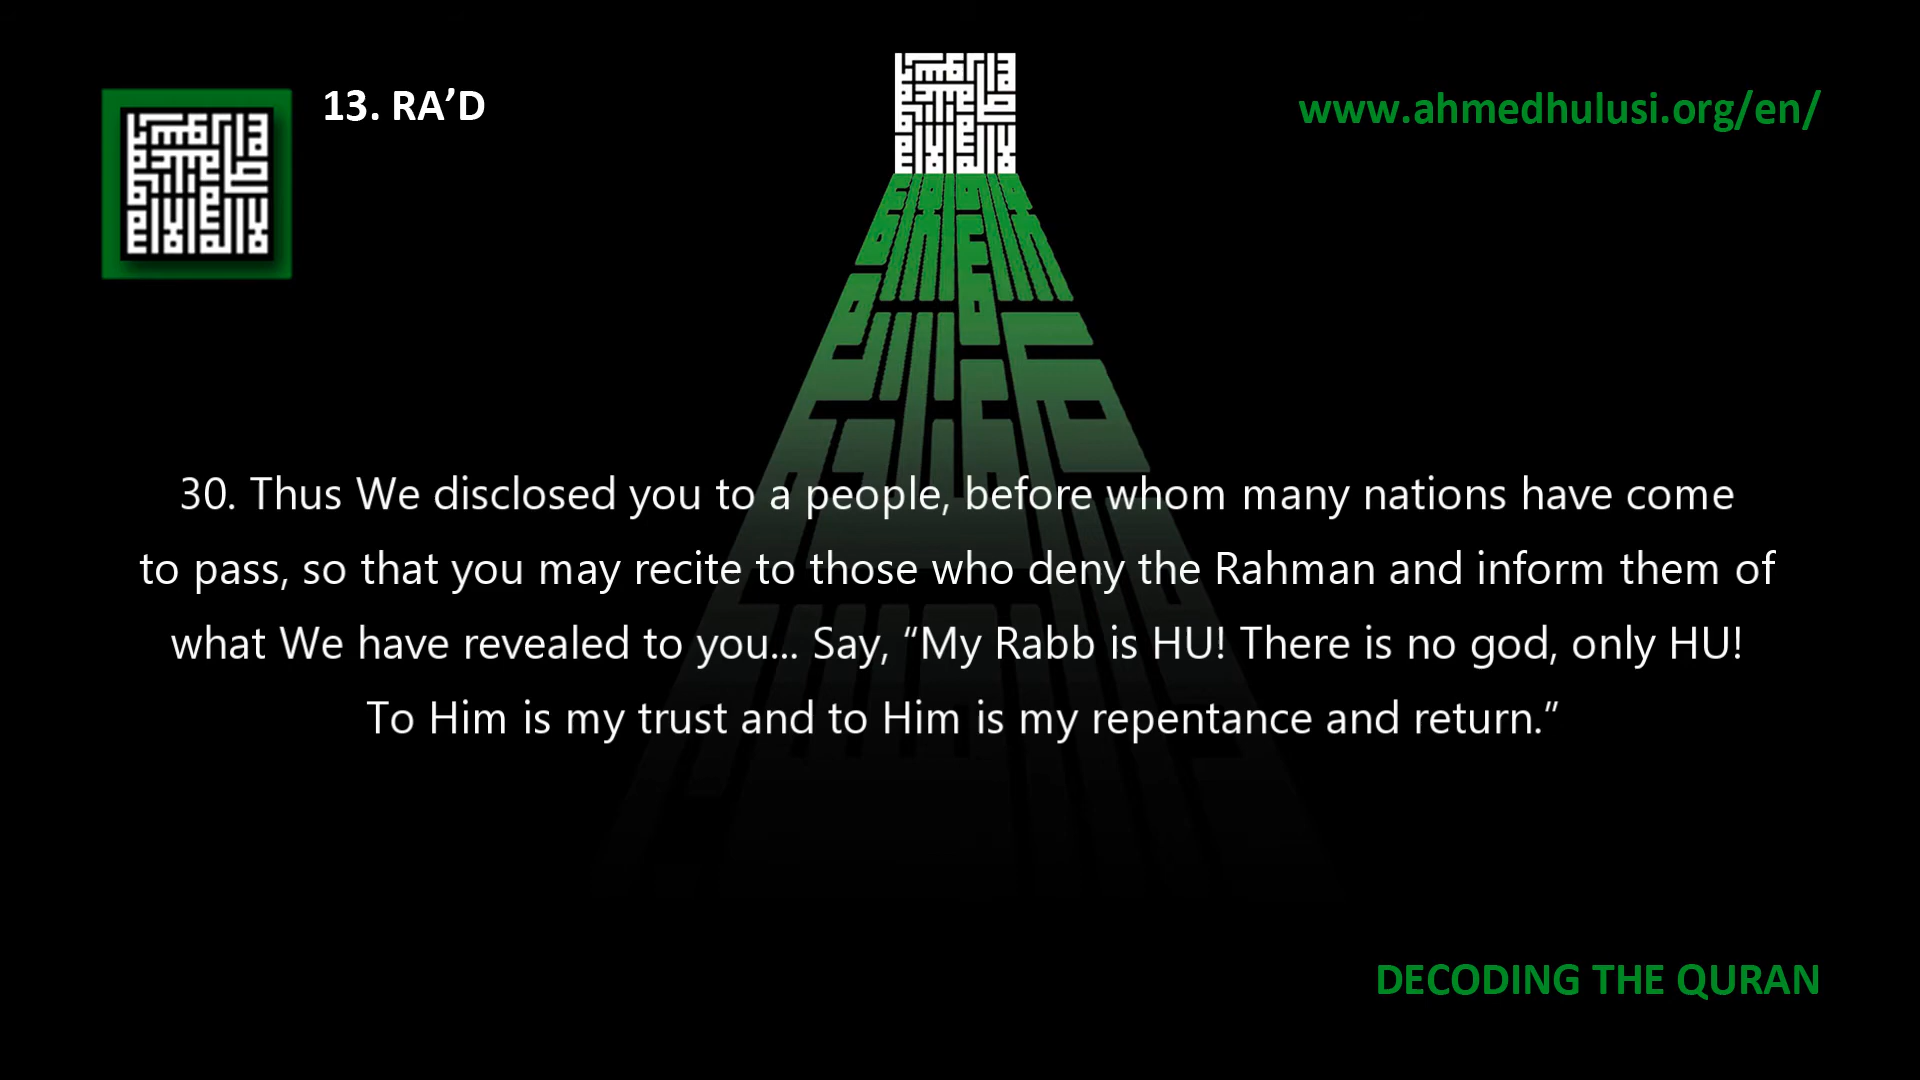 13. RA’D
www.ahmedhulusi.org/en/
30. Thus We disclosed you to a people, before whom many nations have come
to pass, so that you may recite to those who deny the Rahman and inform them of
what We have revealed to you... Say, “My Rabb is HU! There is no god, only HU!
To Him is my trust and to Him is my repentance and return.”
DECODING THE QURAN